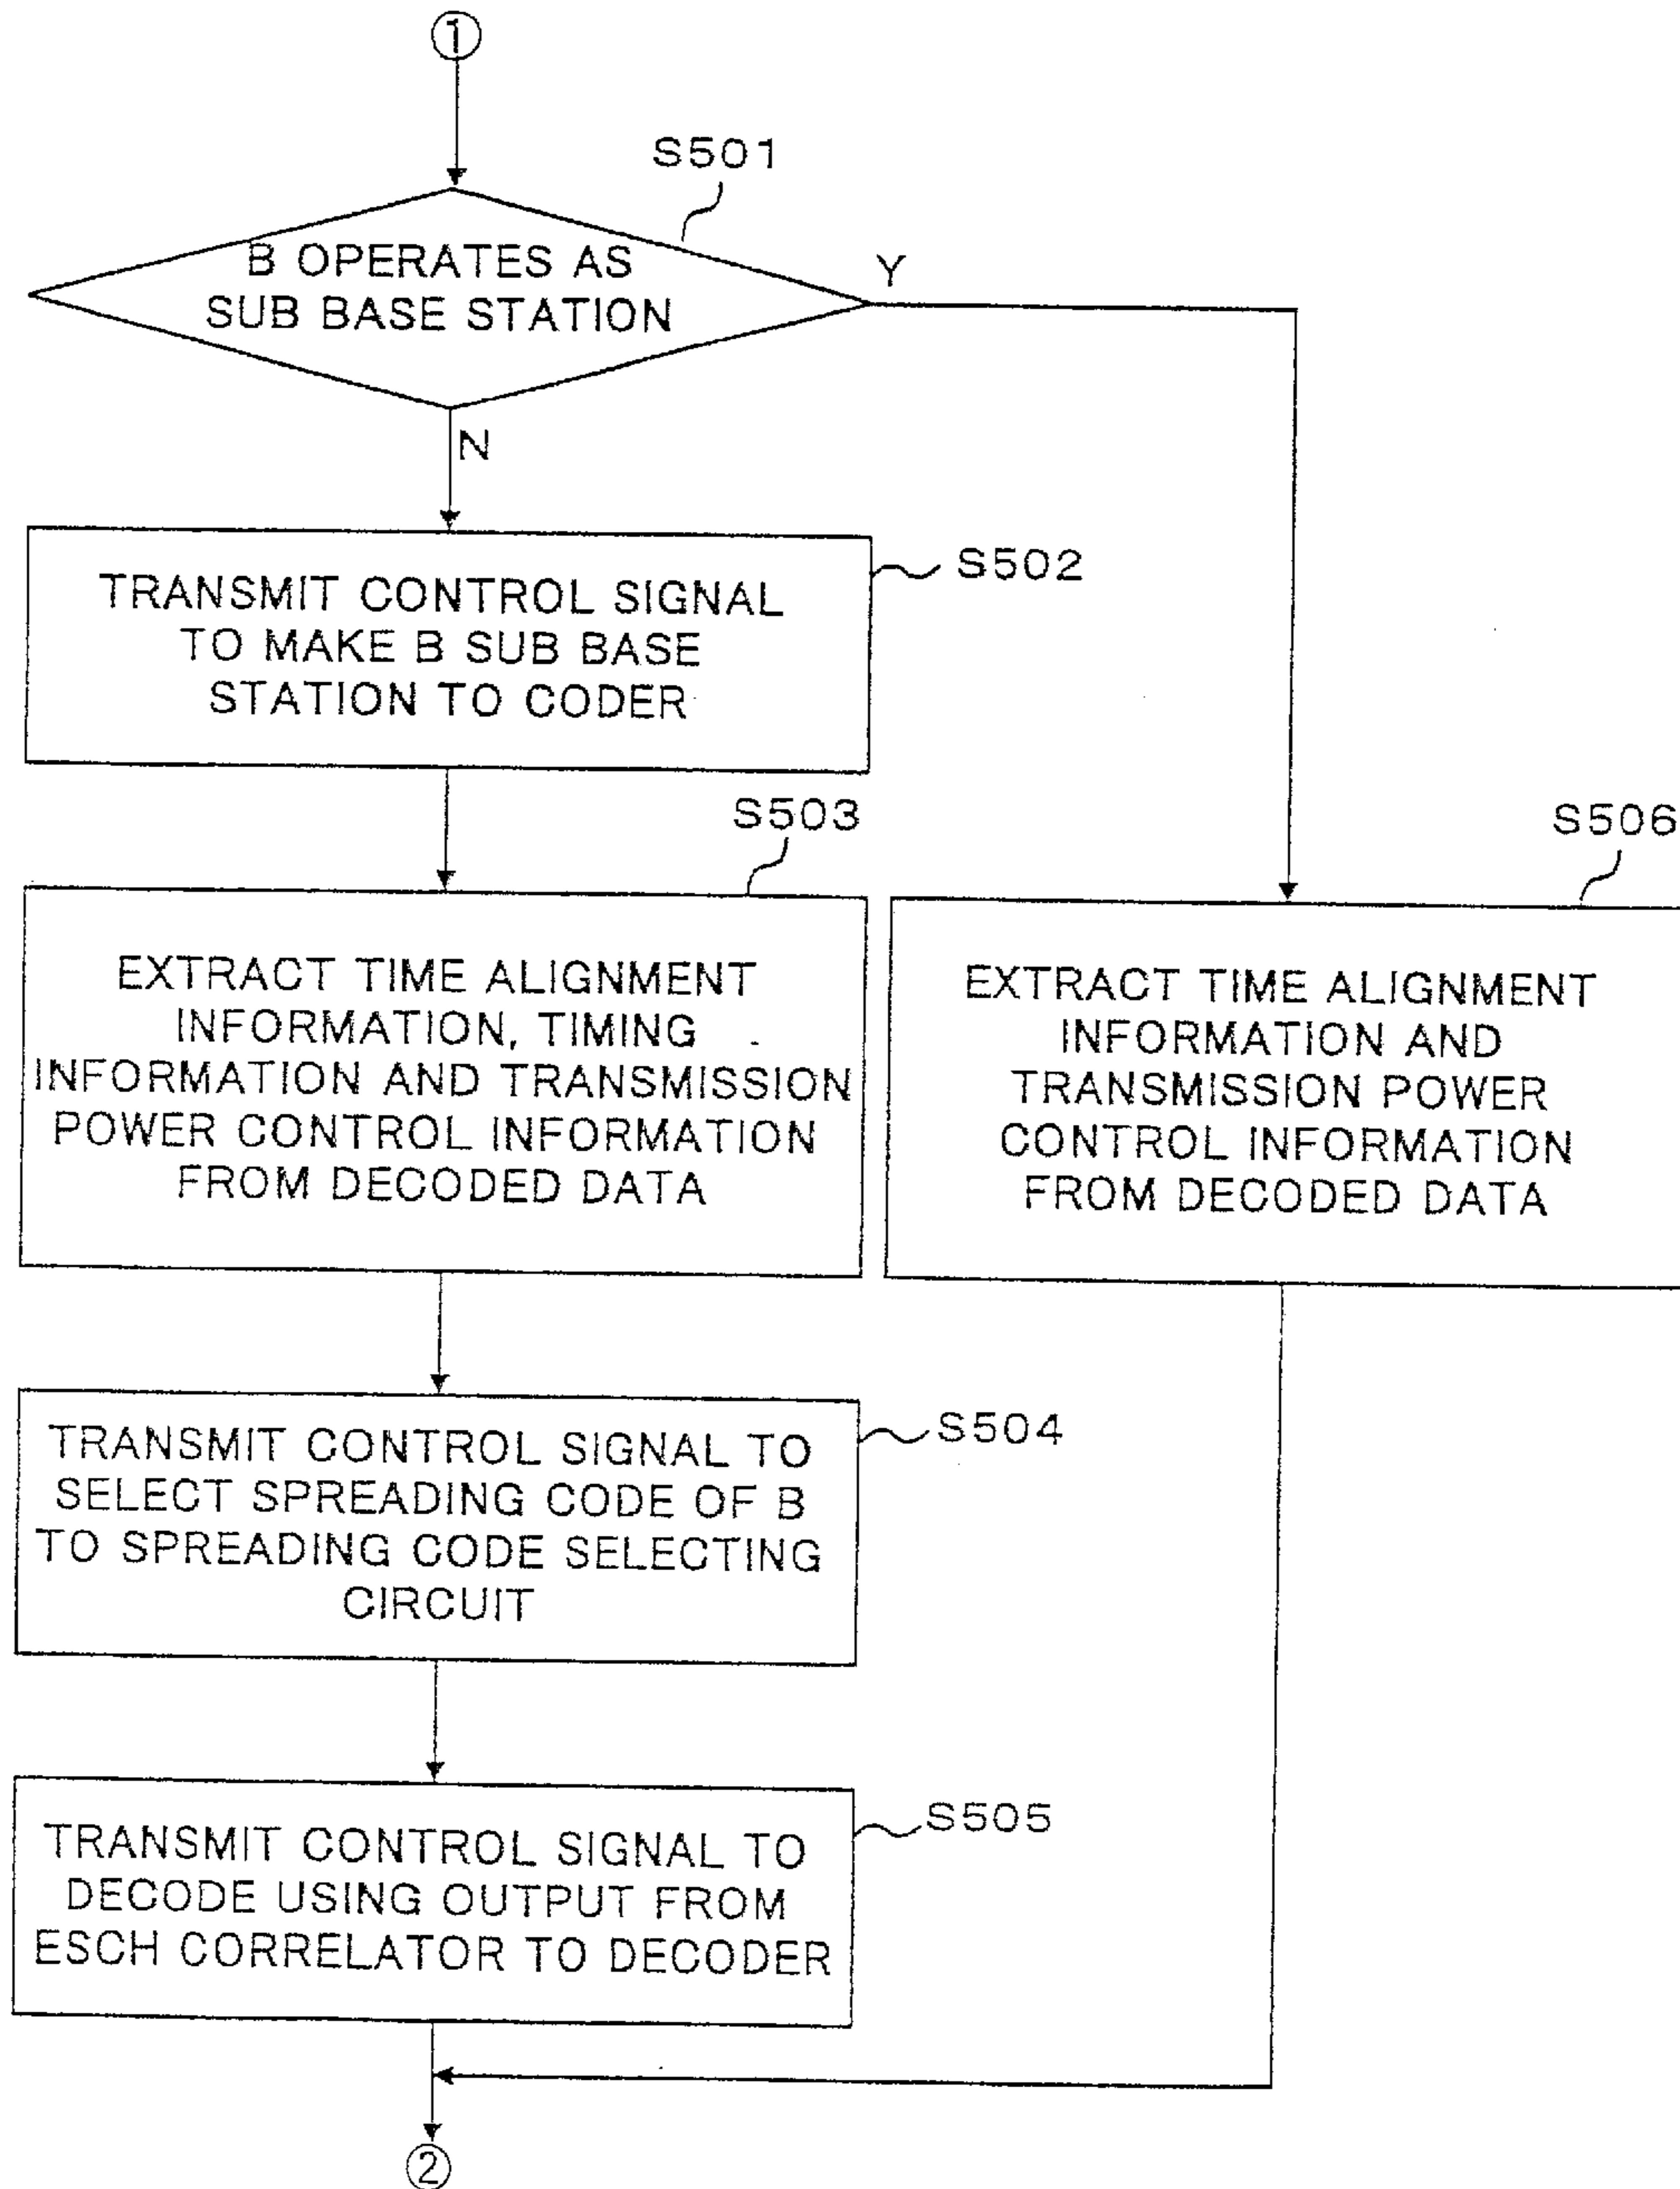 ①
S501
B OPERATES AS
SUB BASE STATION
Y
N
S502
TRANSMIT CONTROL SIGNAL
TO MAKE B SUB BASE
STATION TO CODER
S503
EXTRACT TIME ALIGNMENT
INFORMATION, TIMING
INFORMATION AND TRANSMISSION
POWER CONTROL INFORMATION
FROM DECODED DATA
S506
EXTRACT TIME ALIGNMENT
INFORMATION AND
TRANSMISSION POWER
CONTROL INFORMATION
FROM DECODED DATA
S504
TRANSMIT CONTROL SIGNAL TO
SELECT SPREADING CODE OF B
TO SPREADING CODE SELECTING
CIRCUIT
S505
TRANSMIT CONTROL SIGNAL TO
DECODE USING OUTPUT FROM
ESCH CORRELATOR TO DECODER
②